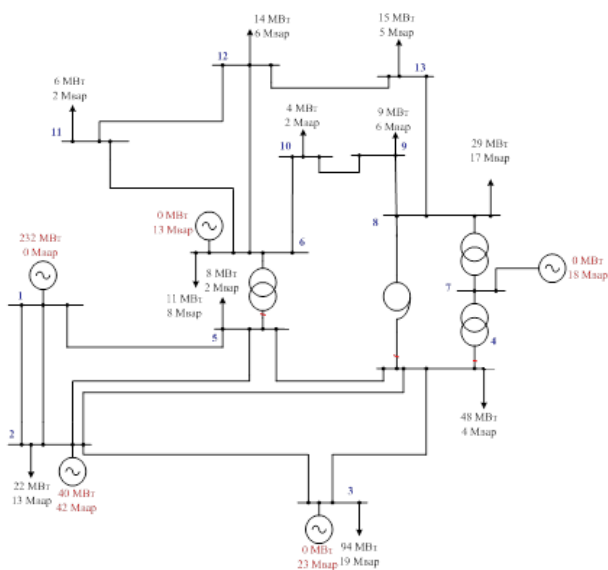 14 МВт
6 Мвар
12
15 МВт
5 Мвар
13
6 МВт
2 Мвар
11
4 МВт
2 Мвар
10
9 МВт
6 Мвар
9
29 МВт
17 Мвар
8
0 МВт
13 Мвар
6
232 МВт
0 Мвар
1
8 МВт
2 Мвар
11 МВт
8 Мвар
5
7
0 МВт
18 Мвар
4
48 МВт
4 Мвар
2
22 МВт
13 Мвар
40 МВт
42 Мвар
3
0 МВт
23 Мвар
94 МВт
19 Мвар